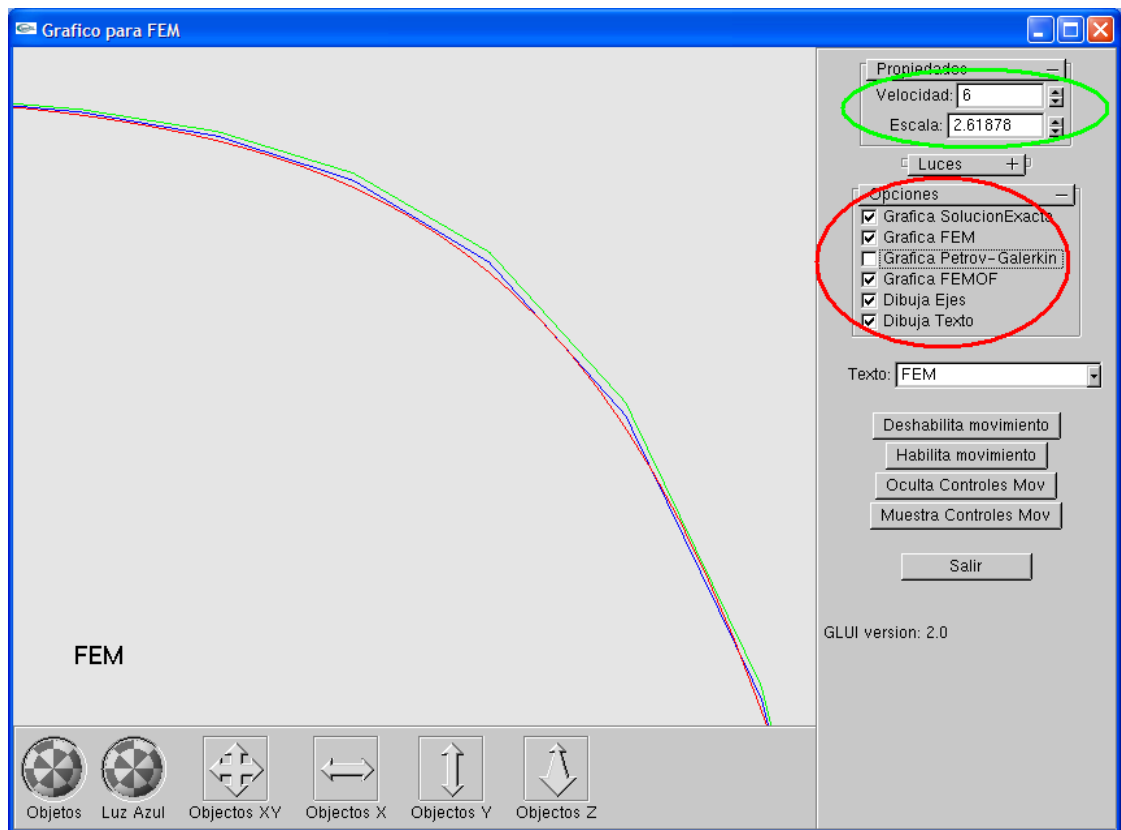 Grafico para FEM
Propiedades
Velocidad: 6
Escala: 2.61878
Luces +
Opciones
Grafica SolucionExacta
Grafica FEM
Grafica Petrov-Galerkin
Grafica FEMOF
Dibuja Ejes
Dibuja Texto
Texto: FEM
Deshabilita movimiento
Habilita movimiento
Oculta Controles Mov
Muestra Controles Mov
Salir
GLUI version: 2.0
FEM
Objetos Luz Azul Objectos XY Objectos X Objectos Y Objectos Z